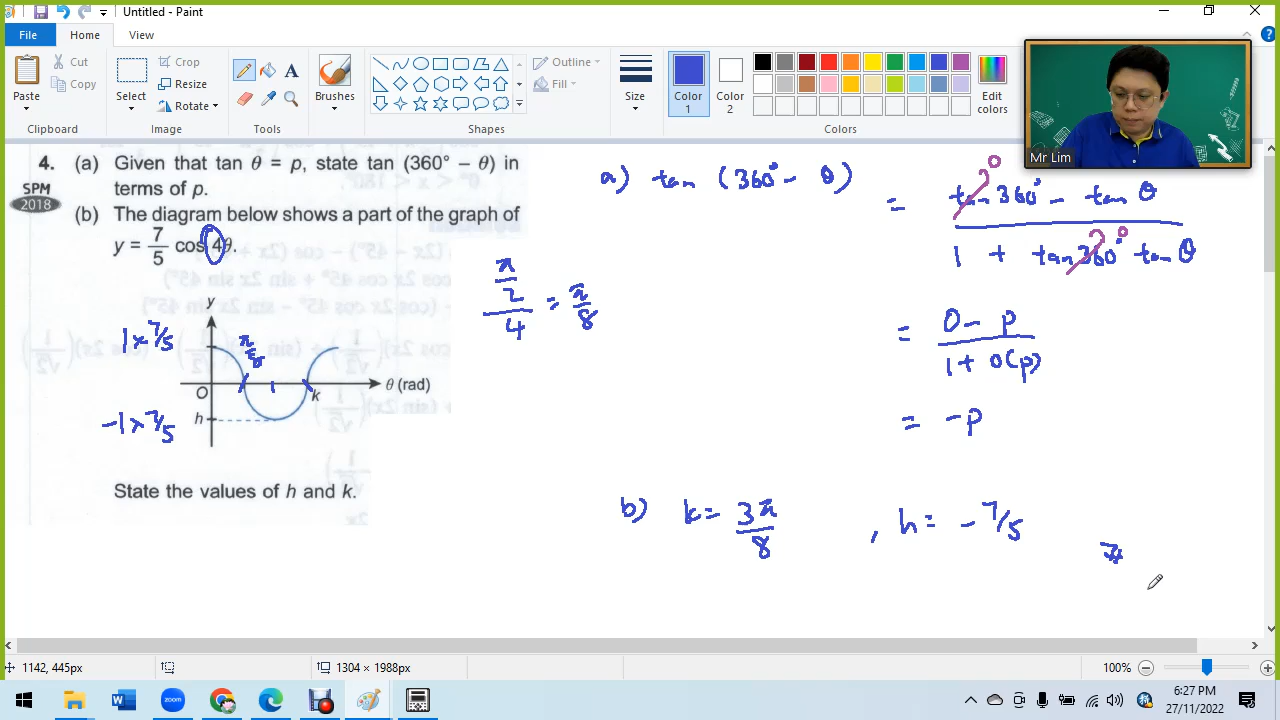 Untitled - Paint
File Home View
Paste Cut Copy
Clipboard
Select Crop Resize Rotate
Image
Tools
Brushes
Shapes
Outline
Fill
Size
Color 1
Color 2
Colors
Edit colors
Mr Lim
4. (a) Given that tan θ = p, state tan (360° − θ) in
terms of p.
SPM 2018
(b) The diagram below shows a part of the graph of
y = 7/5 cos 4θ.
y
1 x 7/5
π/8
O
θ (rad)
k
h
-1 x 7/5
State the values of h and k.
π/2 / 4 = π/8
a) tan (360° − θ)
= (tan 360° − tan θ) / (1 + tan 360° tan θ)
0
0
= (0 − p) / (1 + 0(p))
= −p
b) k = 3π/8 , h = −7/5
1142, 445px
1304 × 1988px
100%
W
zoom
6:27 PM
27/11/2022